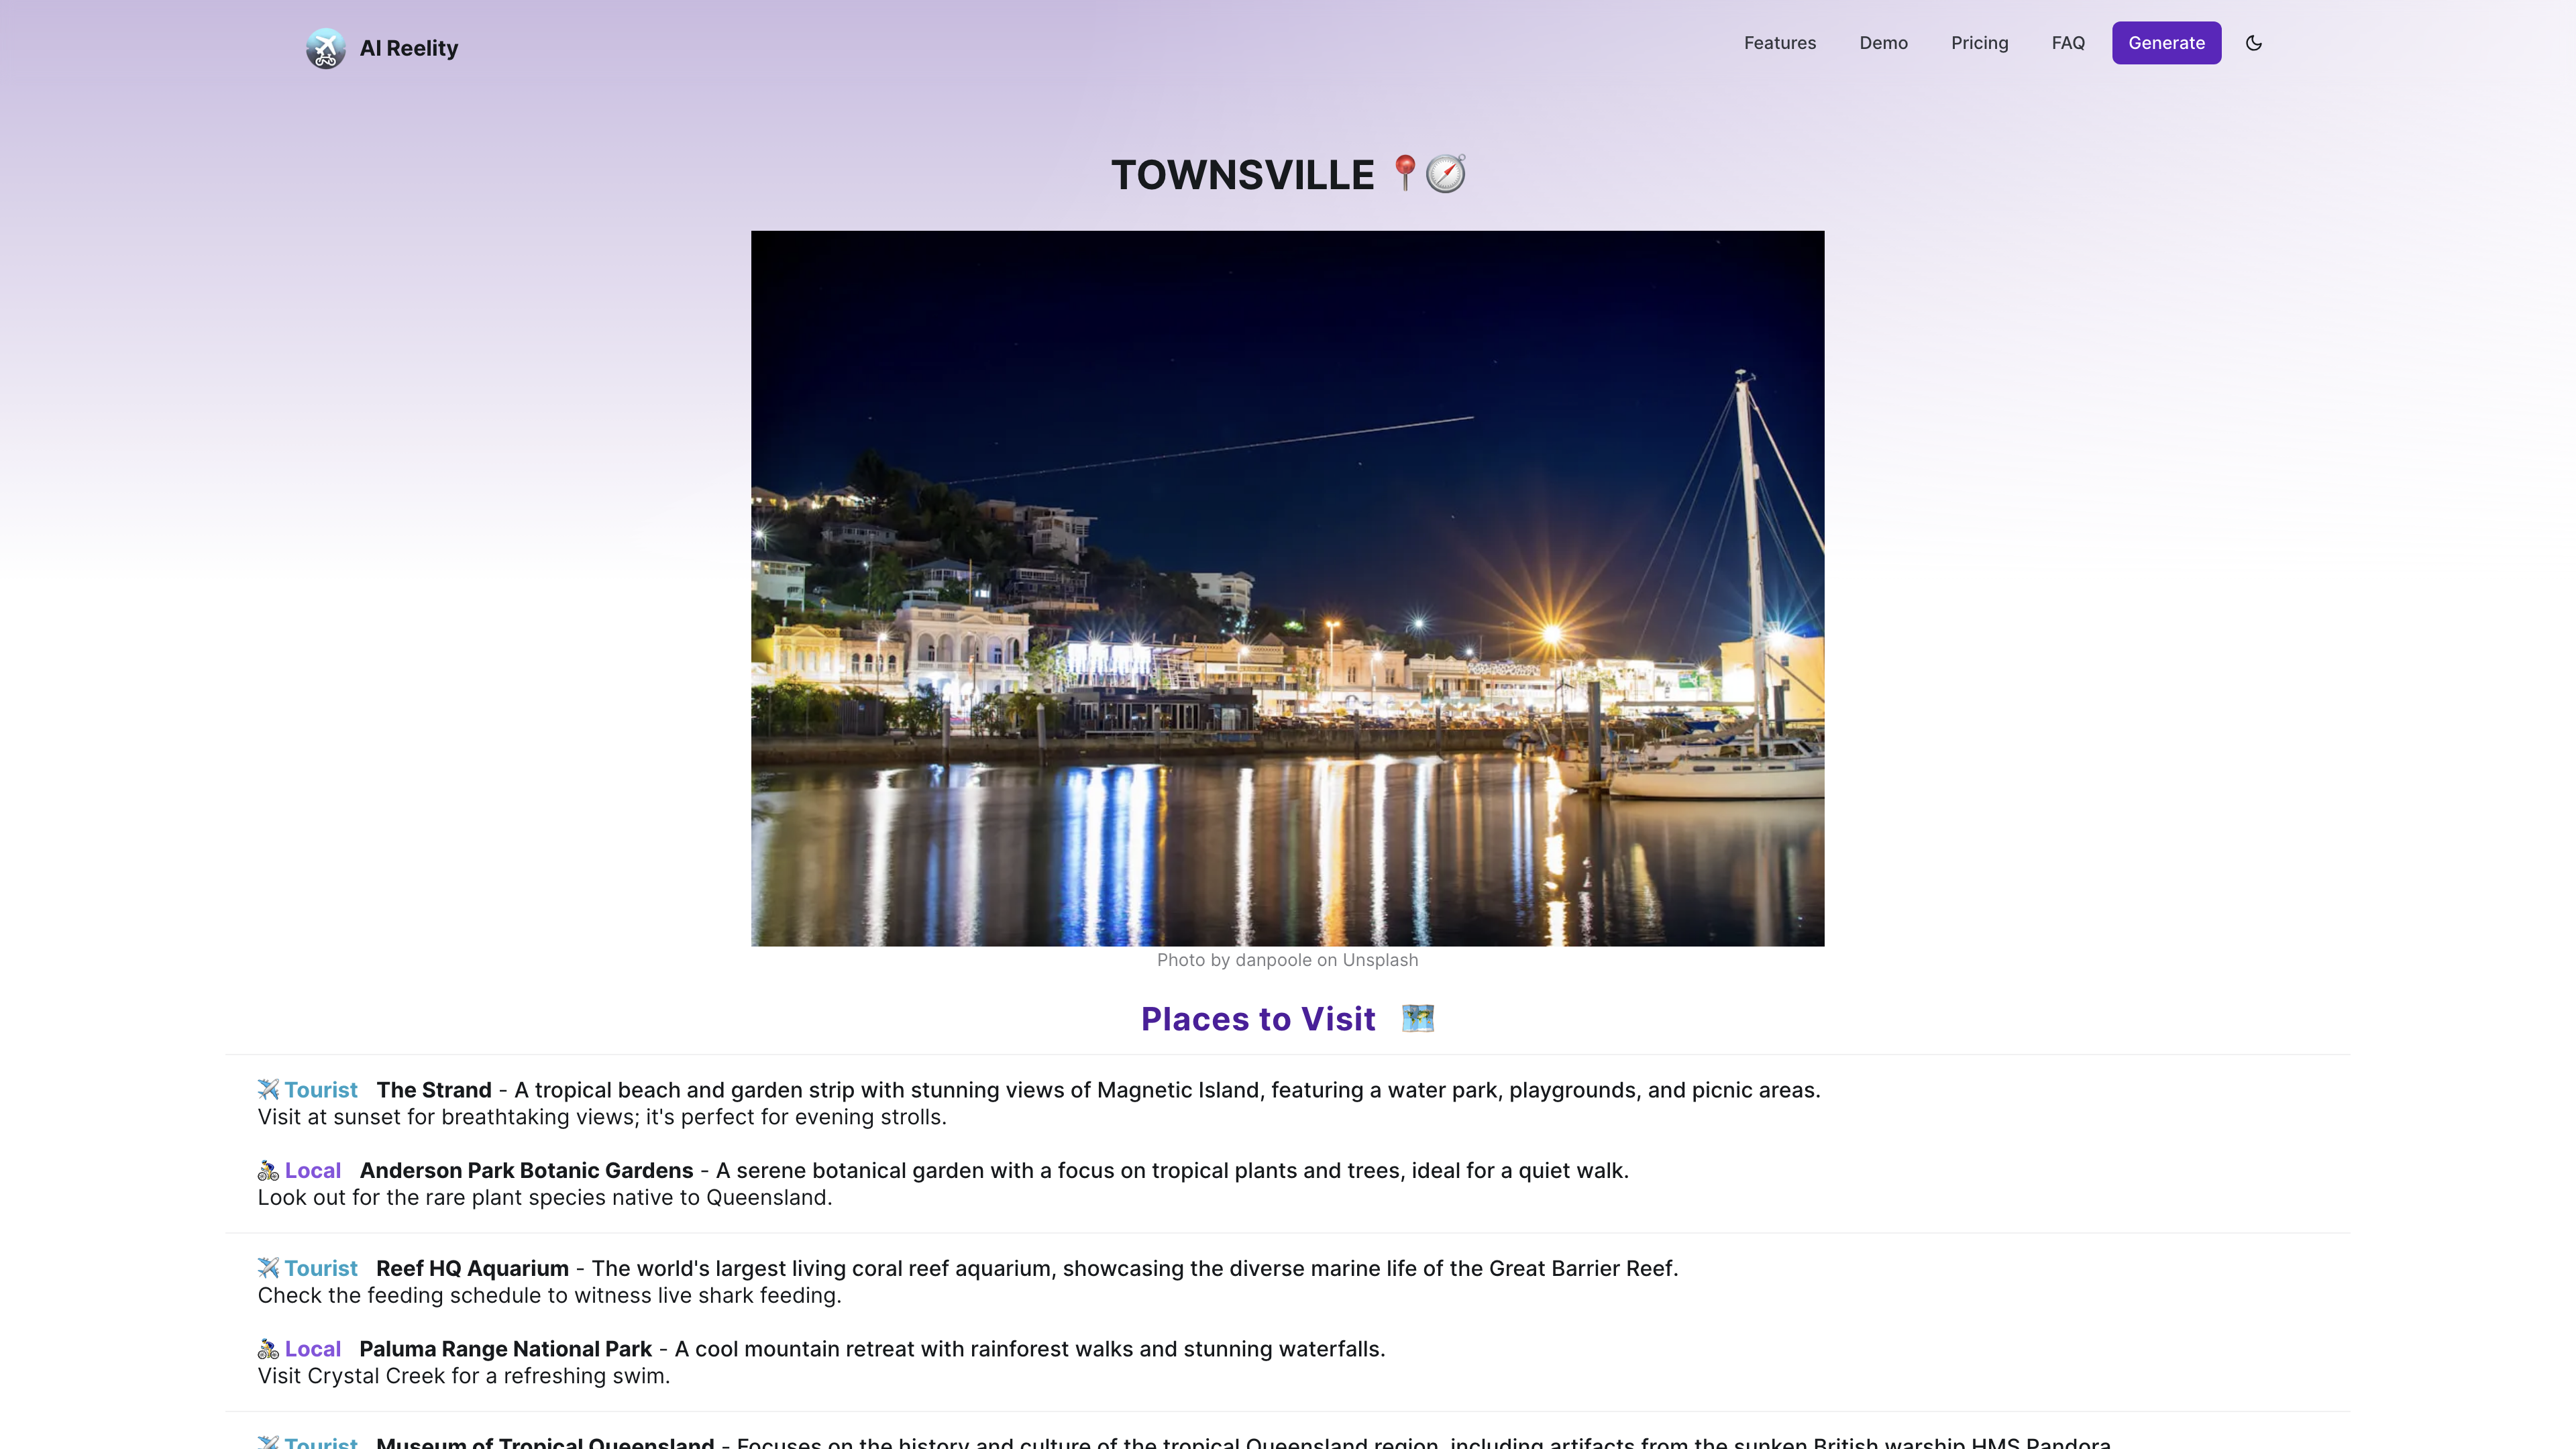 AI Reelity
Features
Demo
Pricing
FAQ
Generate
TOWNSVILLE
Photo by danpoole on Unsplash
Places to Visit
Tourist The Strand - A tropical beach and garden strip with stunning views of Magnetic Island, featuring a water park, playgrounds, and picnic areas.
Visit at sunset for breathtaking views; it's perfect for evening strolls.
Local Anderson Park Botanic Gardens - A serene botanical garden with a focus on tropical plants and trees, ideal for a quiet walk.
Look out for the rare plant species native to Queensland.
Tourist Reef HQ Aquarium - The world's largest living coral reef aquarium, showcasing the diverse marine life of the Great Barrier Reef.
Check the feeding schedule to witness live shark feeding.
Local Paluma Range National Park - A cool mountain retreat with rainforest walks and stunning waterfalls.
Visit Crystal Creek for a refreshing swim.
Tourist Museum of Tropical Queensland - Focuses on the history and culture of the tropical Queensland region, including artifacts from the sunken British warship HMS Pandora.